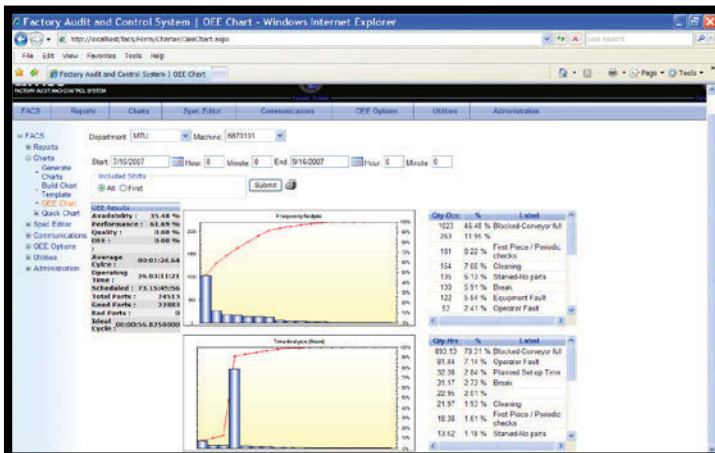 Factory Audit and Control System | OEE Chart - Windows Internet Explorer
http://localhost/facs/Form/Charter/OeeChart.aspx
Live Search
File Edit View Favorites Tools Help
Factory Audit and Control System | OEE Chart
Page Tools
FACTORY AUDIT AND CONTROL SYSTEM
FACS Reports Charts Spec Editor Communications OEE Options Utilities Administration
FACS
Reports
Charts
Generate Charts
Build Chart Template
OEE Chart
Quick Chart
Spec Editor
Communications
OEE Options
Utilities
Administration
Department: MTU Machine: 6873131
Start: 7/15/2007 Hour: 0 Minute: 0 End: 9/16/2007 Hour: 0 Minute: 0
Included Shifts
All First
Submit
OEE Results
Availability : 35.48 %
Performance : 61.69 %
Quality : 0.00 %
OEE : 0.00 %
:
Average Cylce : 00:01:24.64
Operating Time : 26.03:31:21
Scheduled : 73.15:45:56
Total Parts : 24513
Good Parts : 22883
Bad Parts : 0
Ideal Cycle : 00:00:56.8250000
Frequency Analysis
Qty-Occ % Label
1023 46.48 % Blocked-Conveyor full
263 11.95 %
181 8.22 % First Piece / Periodic checks
154 7.00 % Cleaning
135 6.13 % Starved-No parts
130 5.91 % Break
122 5.54 % Equipment Fault
53 2.41 % Operator Fault
Time Analysis (Hours)
Qty-Hrs % Label
893.13 78.31 % Blocked-Conveyor full
81.44 7.14 % Operator Fault
32.38 2.84 % Planned Set-up Time
31.17 2.73 % Break
22.95 2.01 %
21.97 1.93 % Cleaning
18.38 1.61 % First Piece / Periodic checks
13.52 1.18 % Starved-No parts